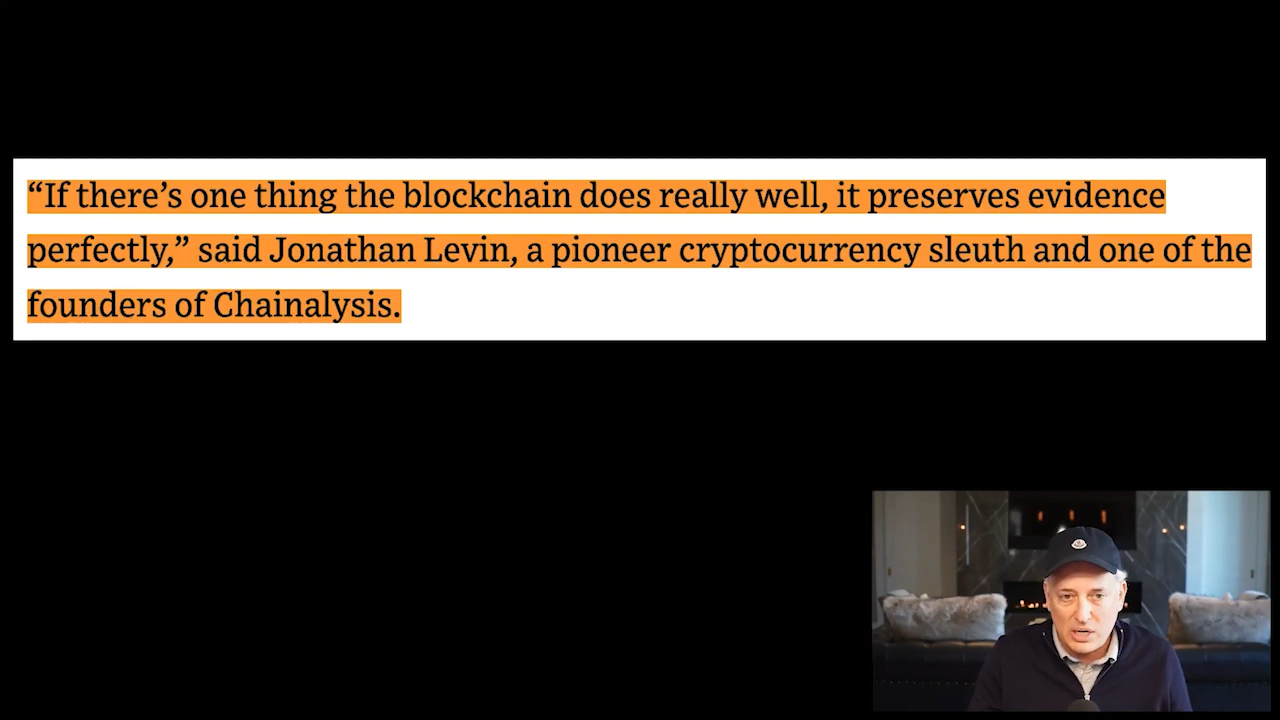 “If there’s one thing the blockchain does really well, it preserves evidence
perfectly,” said Jonathan Levin, a pioneer cryptocurrency sleuth and one of the
founders of Chainalysis.